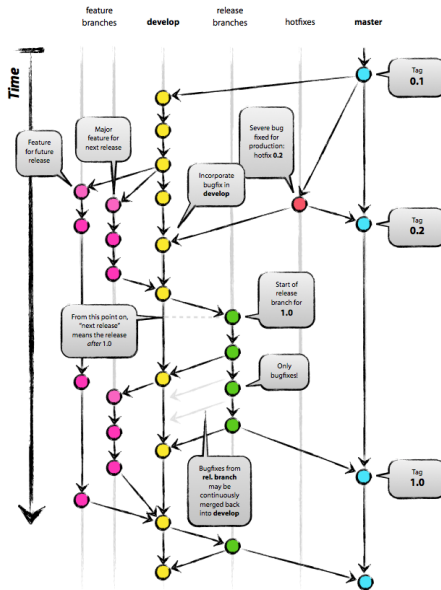 feature
branches
develop
release
branches
hotfixes
master
Time
Tag
0.1
Major
feature for
next release
Feature
for future
release
Severe bug
fixed for
production:
hotfix 0.2
Incorporate
bugfix in
develop
Tag
0.2
Start of
release
branch for
1.0
From this point on,
"next release"
means the release
after 1.0
Only
bugfixes!
Bugfixes from
rel. branch
may be
continuously
merged back
into develop
Tag
1.0